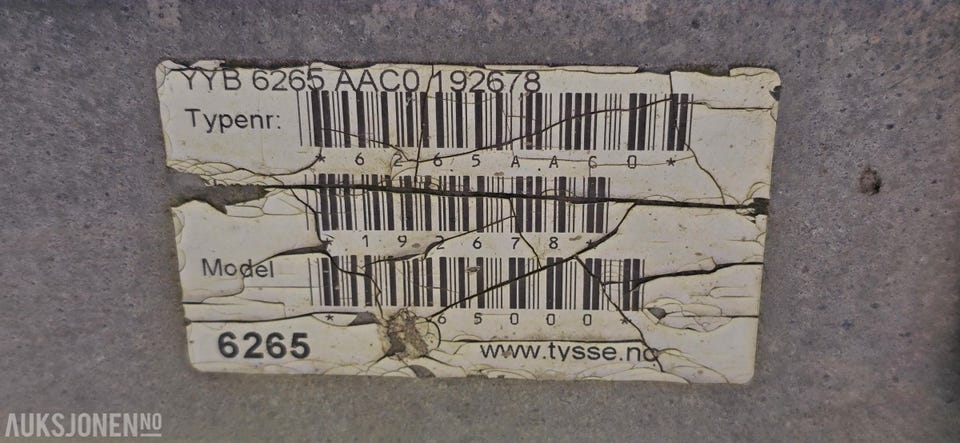 YYB 6265 AAC0 192678
Typenr:
*6265AAC0*
*192678*
Model
65000*
6265
www.tysse.no
AUKSJONEN.NO